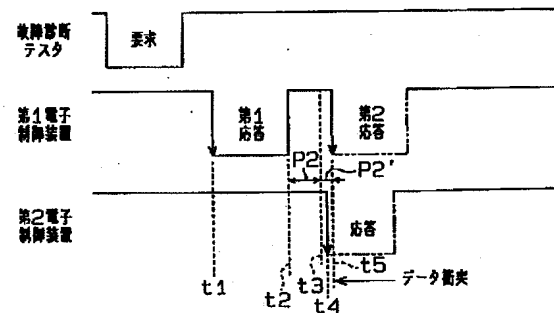 故障診断
テスタ
要求
第1電子
制御装置
第1
応答
第2
応答
P2
P2'
第2電子
制御装置
応答
t1
t2
t3
t4
t5
データ衝突